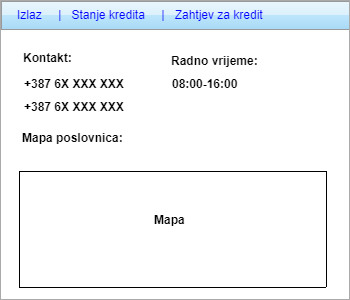 Izlaz | Stanje kredita | Zahtjev za kredit
Kontakt:
Radno vrijeme:
+387 6X XXX XXX
08:00-16:00
+387 6X XXX XXX
Mapa poslovnica:
Mapa